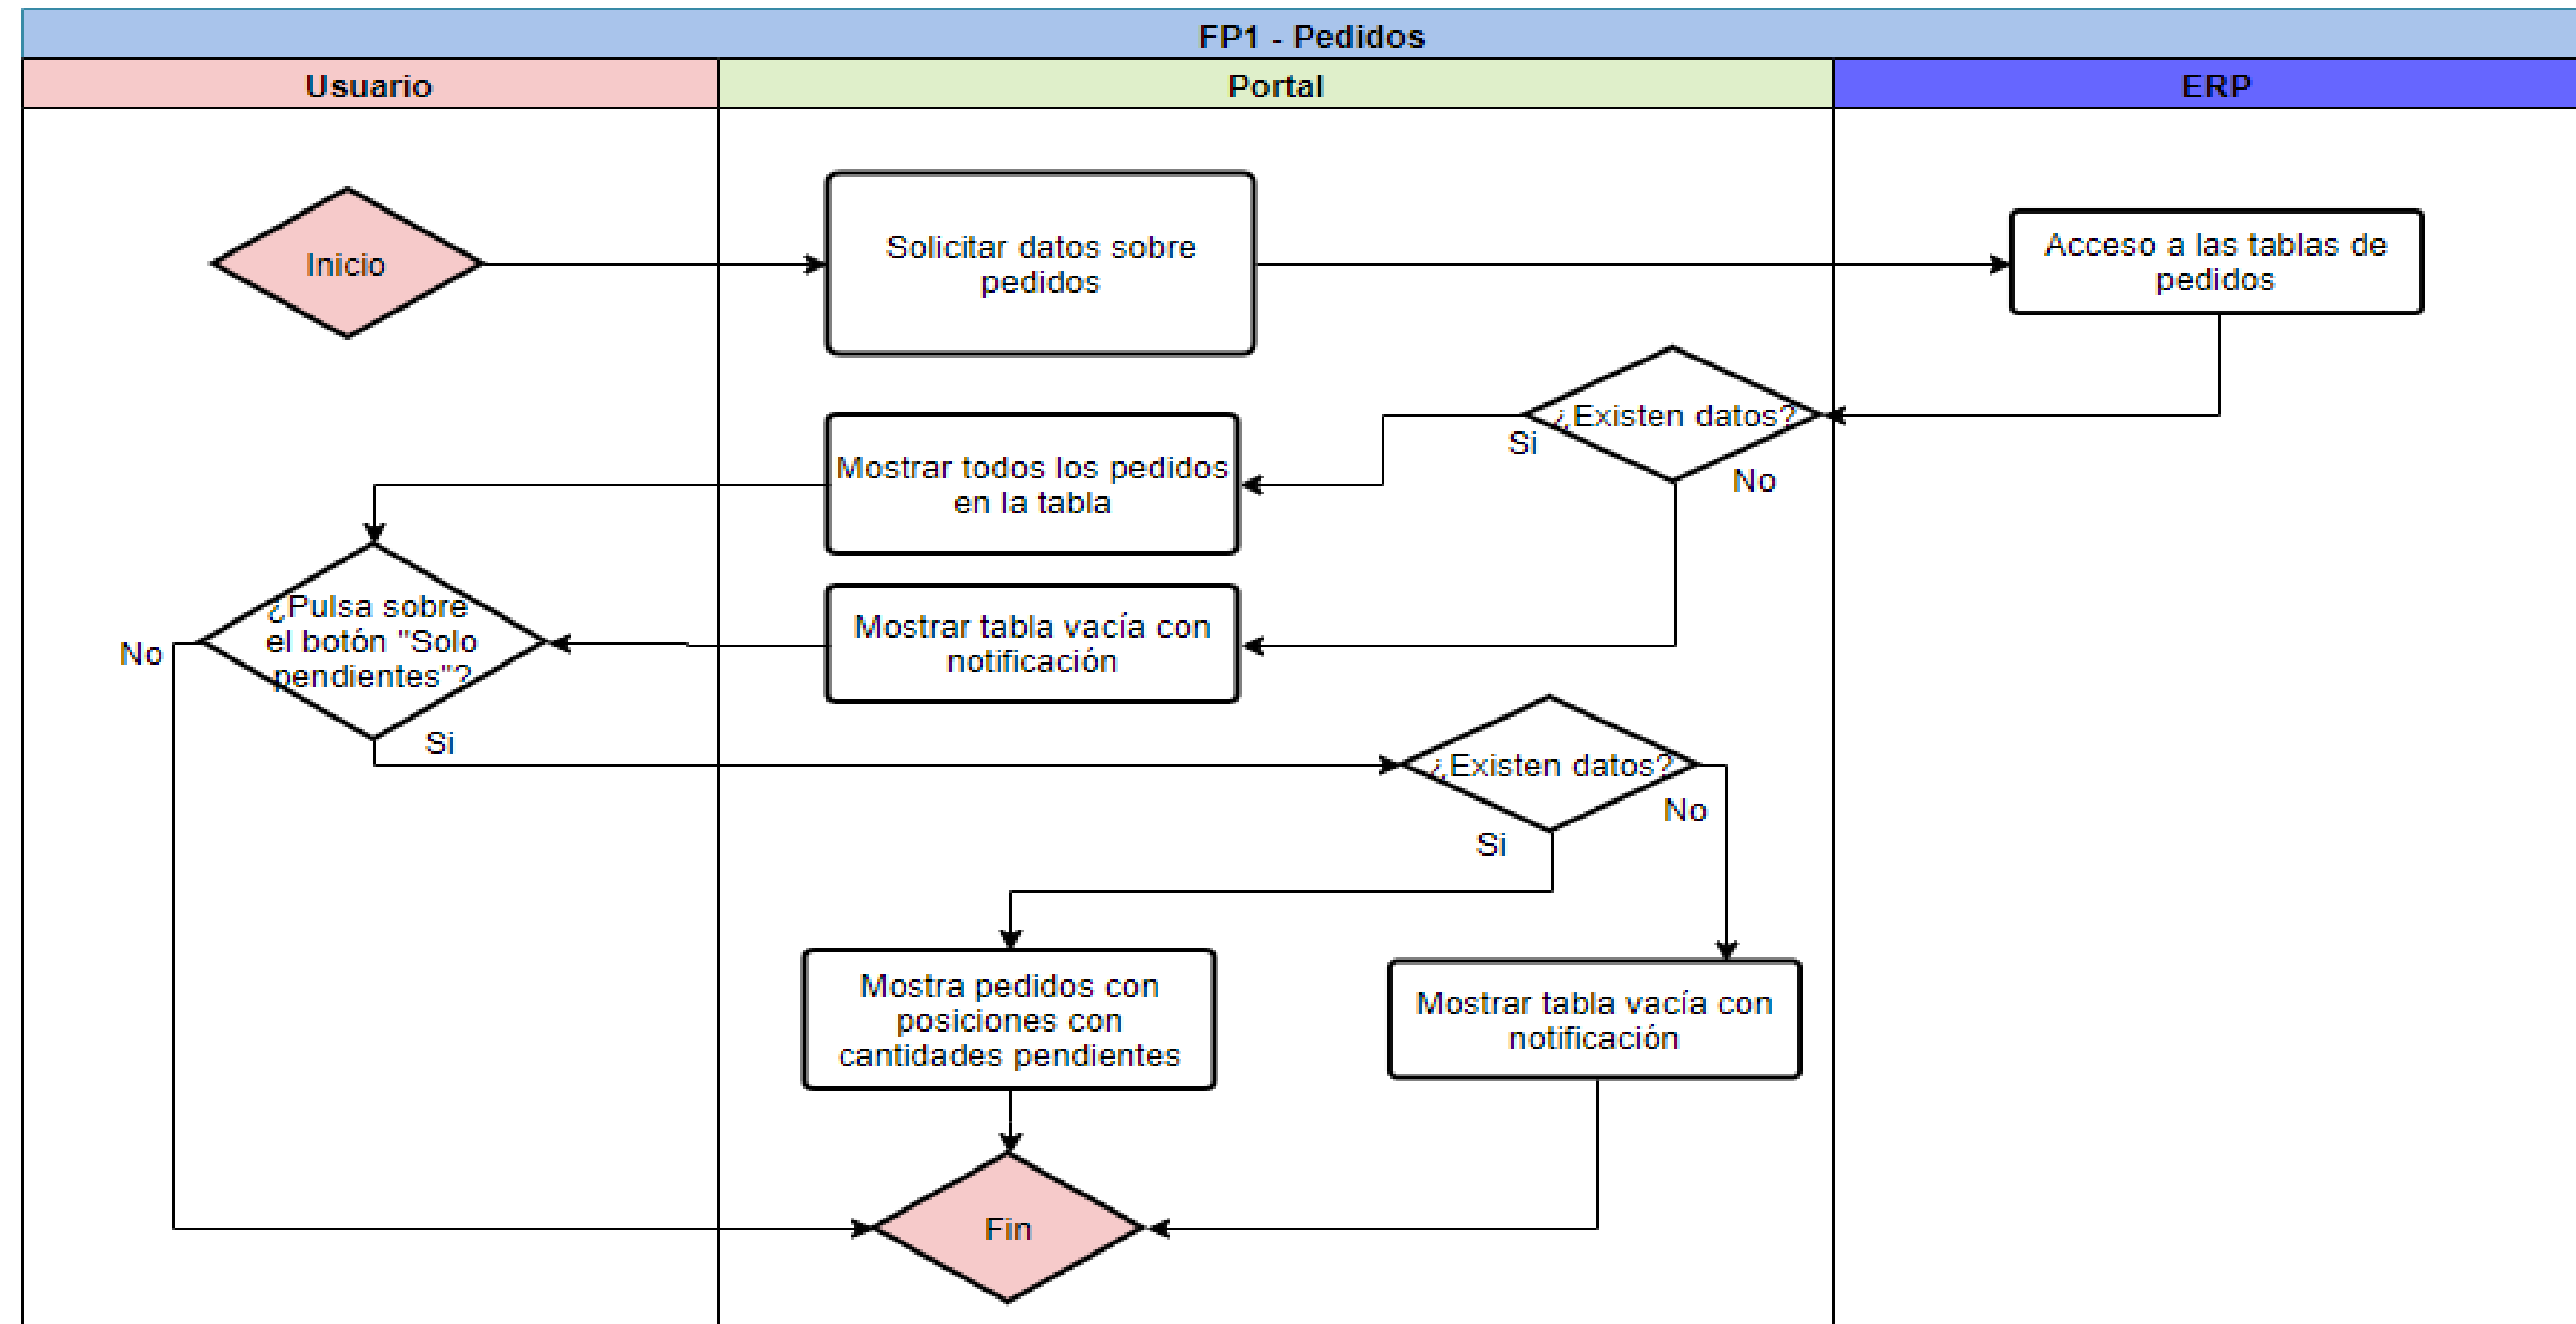 FP1 - Pedidos
Usuario
Portal
ERP
Inicio
Solicitar datos sobre
pedidos
Acceso a las tablas de
pedidos
¿Existen datos?
Si
No
Mostrar todos los pedidos
en la tabla
¿Pulsa sobre
el botón "Solo
pendientes"?
No
Si
Mostrar tabla vacía con
notificación
¿Existen datos?
No
Si
Mostra pedidos con
posiciones con
cantidades pendientes
Mostrar tabla vacía con
notificación
Fin